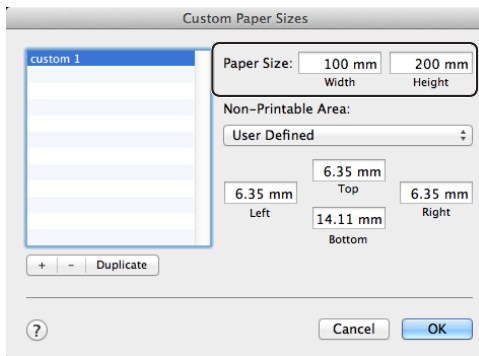 Custom Paper Sizes
custom 1
Paper Size: 100 mm 200 mm
Width Height
Non-Printable Area:
User Defined
6.35 mm
Top
6.35 mm 6.35 mm
Left Right
14.11 mm
Bottom
+ - Duplicate
? Cancel OK